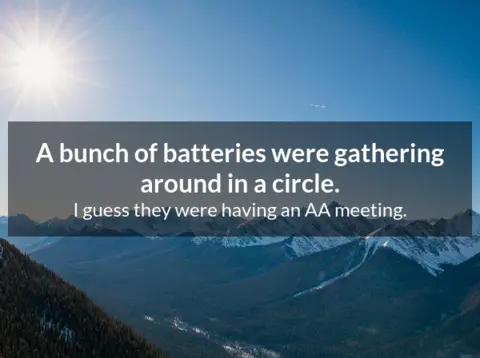 A bunch of batteries were gathering
around in a circle.
I guess they were having an AA meeting.